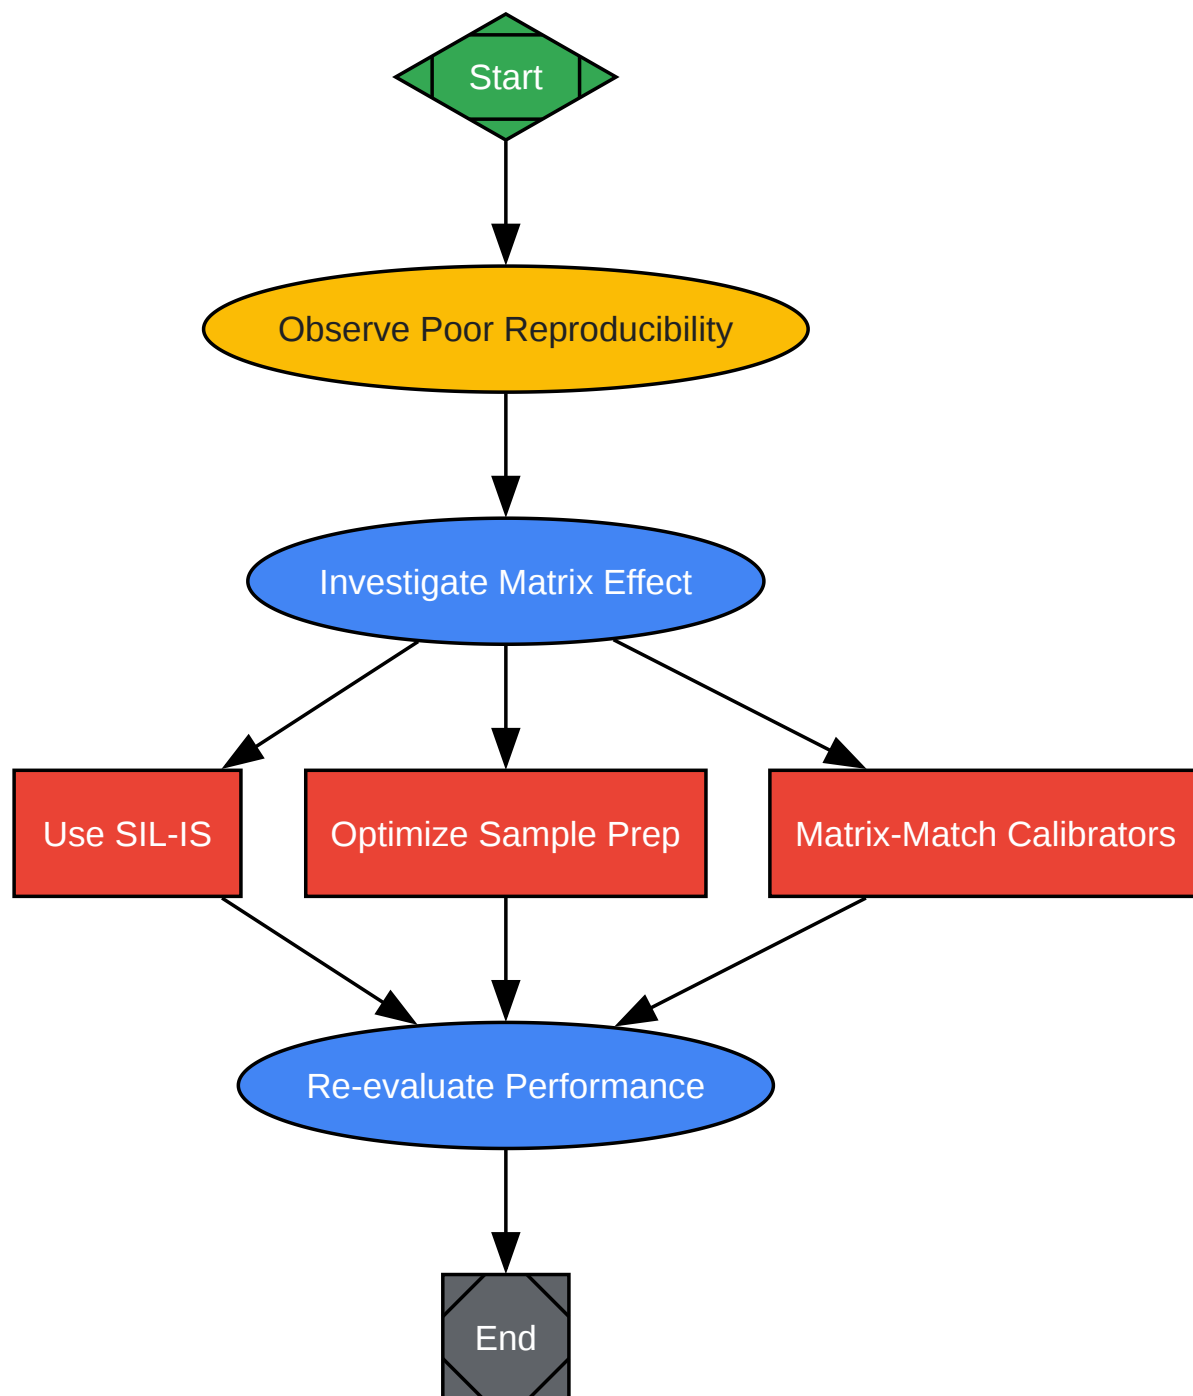 Start
Observe Poor Reproducibility
Investigate Matrix Effect
Use SIL-IS
Optimize Sample Prep
Matrix-Match Calibrators
Re-evaluate Performance
End